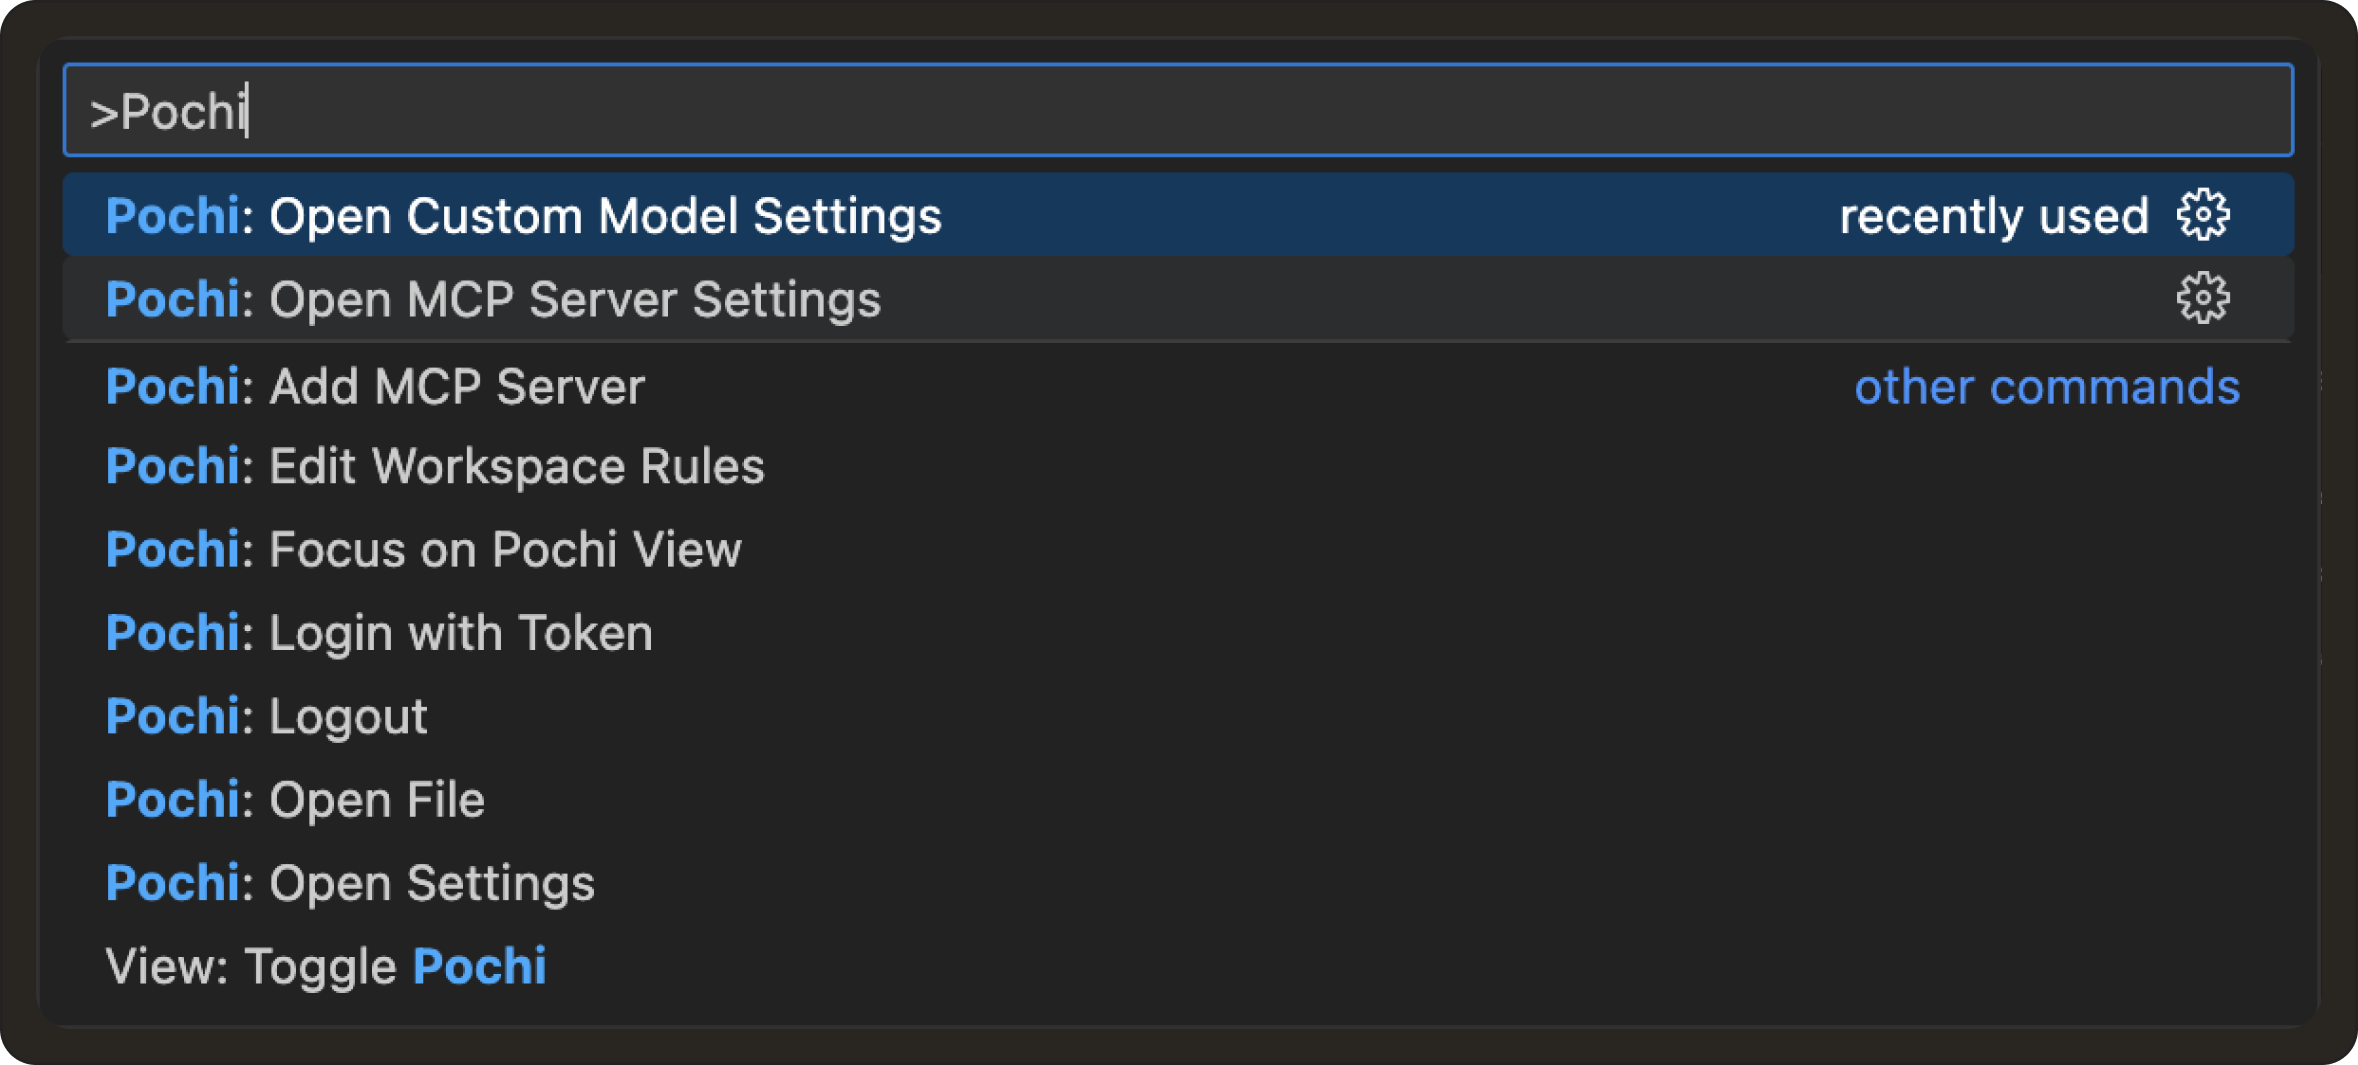 >Pochi
Pochi: Open Custom Model Settings recently used
Pochi: Open MCP Server Settings
Pochi: Add MCP Server other commands
Pochi: Edit Workspace Rules
Pochi: Focus on Pochi View
Pochi: Login with Token
Pochi: Logout
Pochi: Open File
Pochi: Open Settings
View: Toggle Pochi